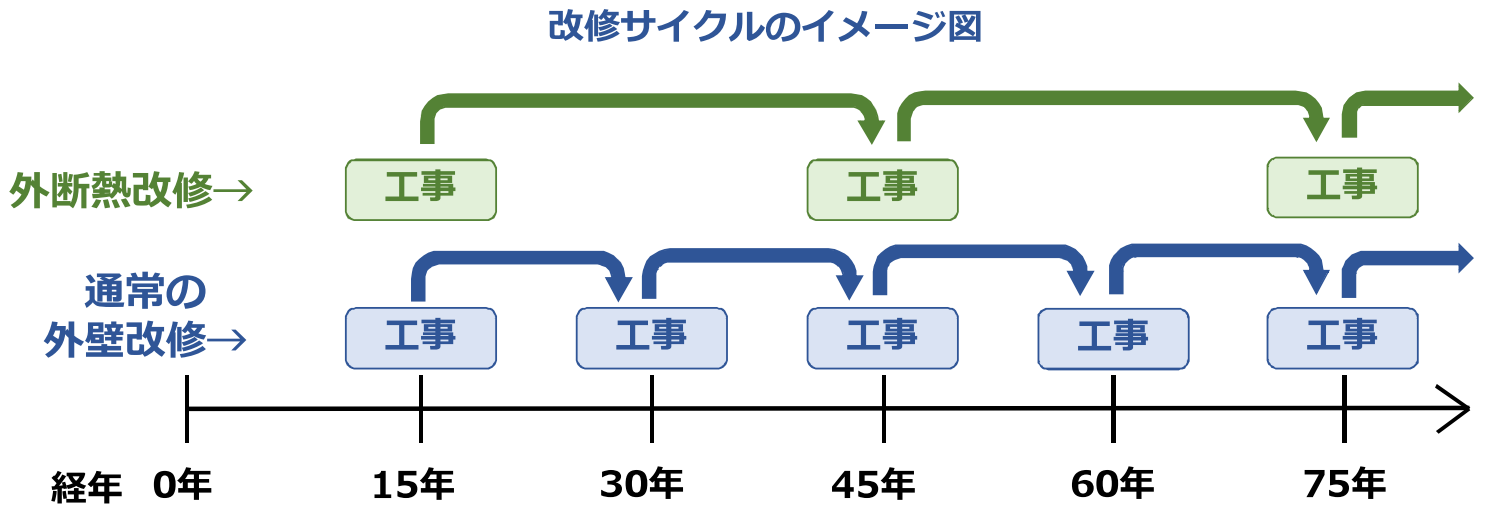 改修サイクルのイメージ図
外断熱改修→
工事 工事 工事
通常の
外壁改修→
工事 工事 工事 工事 工事
経年 0年 15年 30年 45年 60年 75年